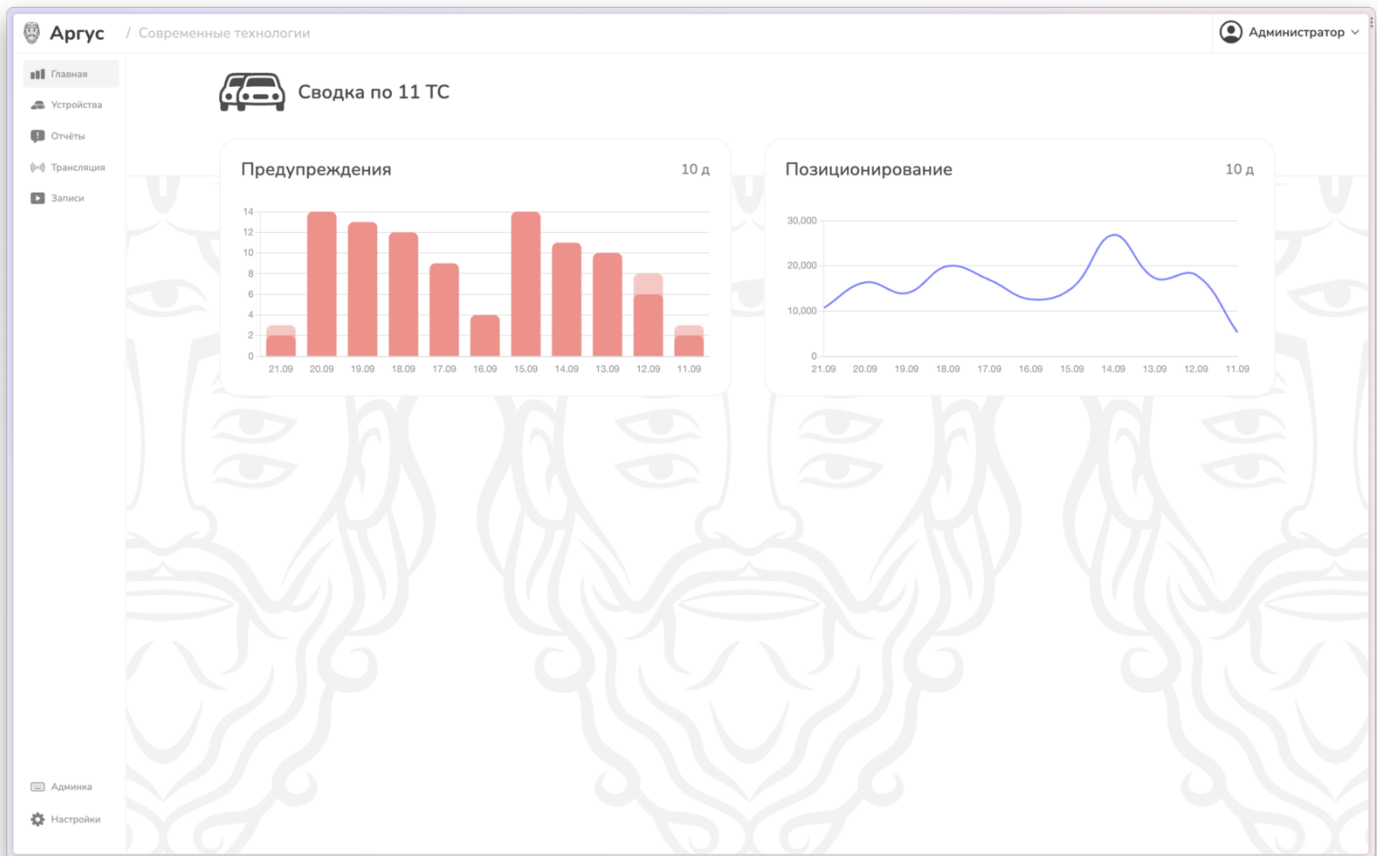 Аргус / Современные технологии
Администратор
Главная
Устройства
Отчёты
Трансляция
Записи
Админка
Настройки
Сводка по 11 ТС
Предупреждения 10 д
14
12
10
8
6
4
2
0
21.09 20.09 19.09 18.09 17.09 16.09 15.09 14.09 13.09 12.09 11.09
Позиционирование 10 д
30,000
20,000
10,000
0
21.09 20.09 19.09 18.09 17.09 16.09 15.09 14.09 13.09 12.09 11.09